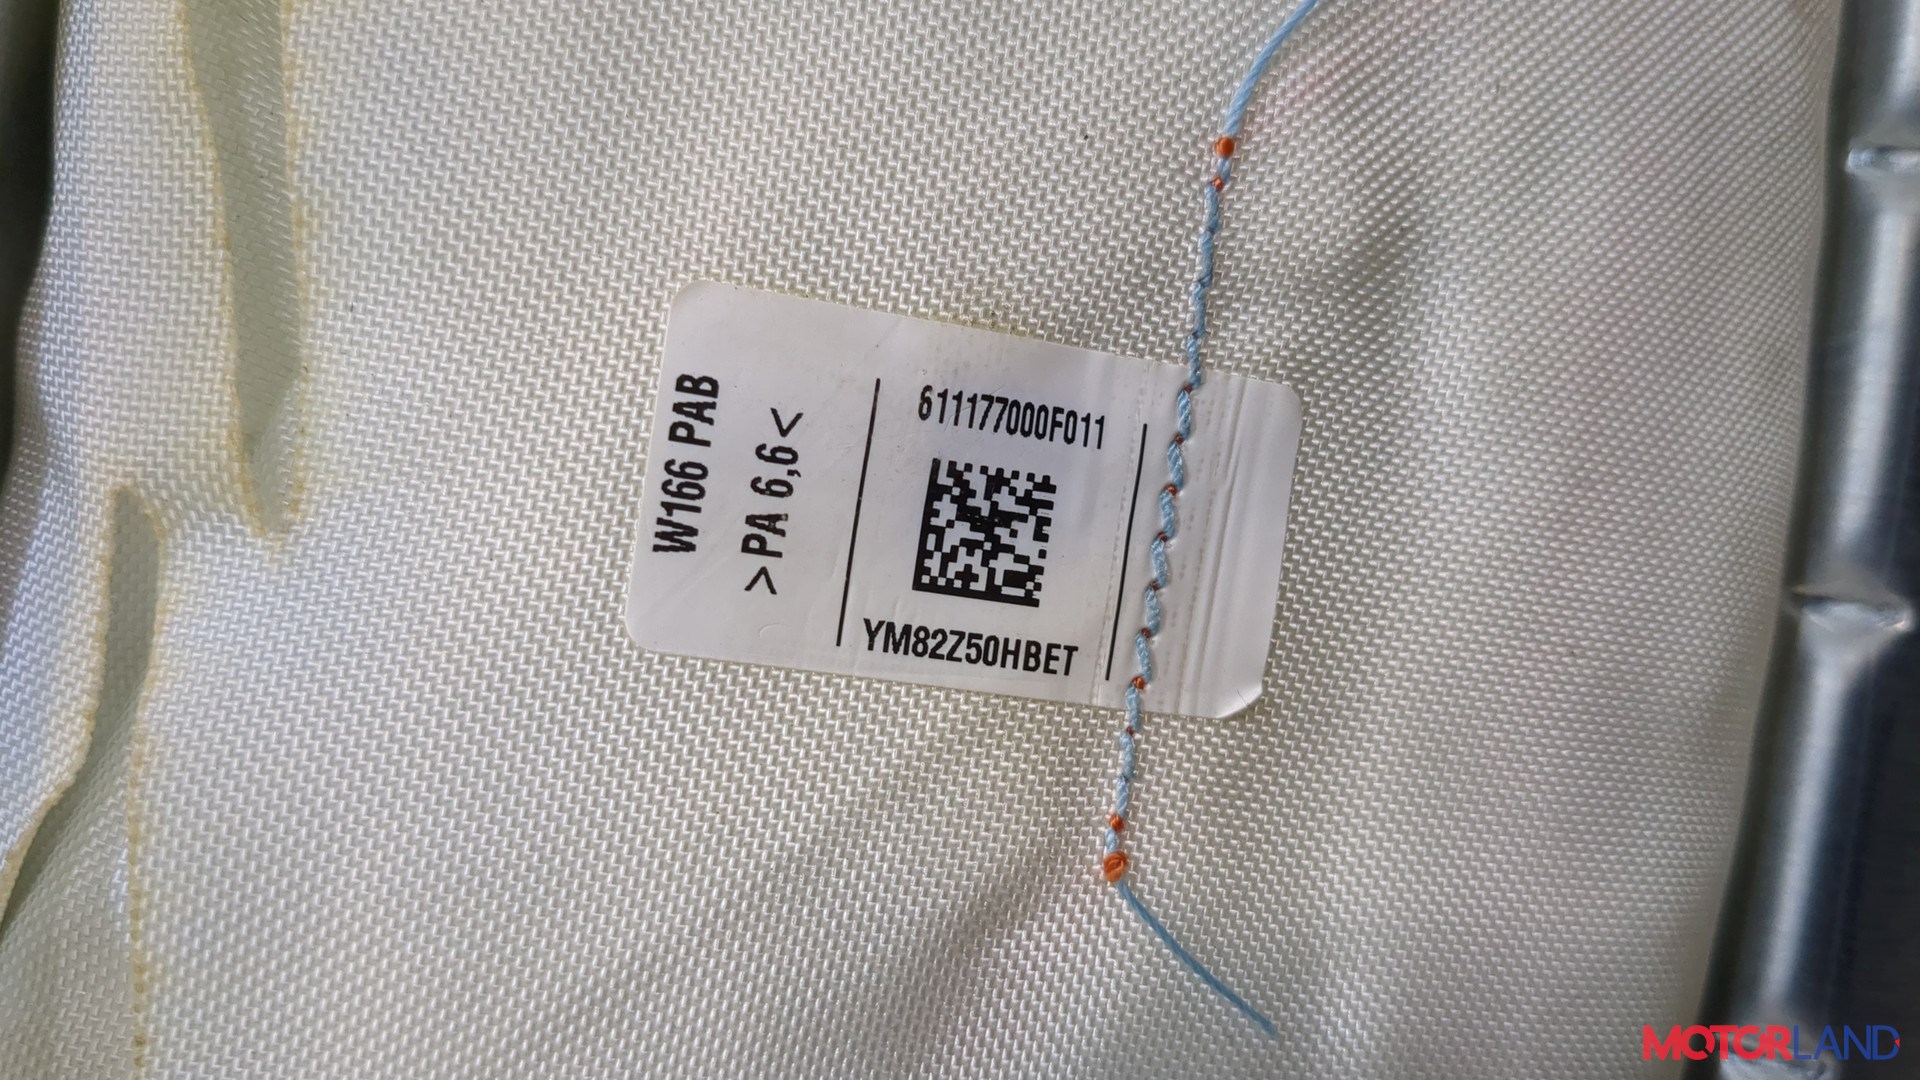 W166 PAB
>PA 6,6<
611177000F011
YM82Z50HBET
MOTORLAND